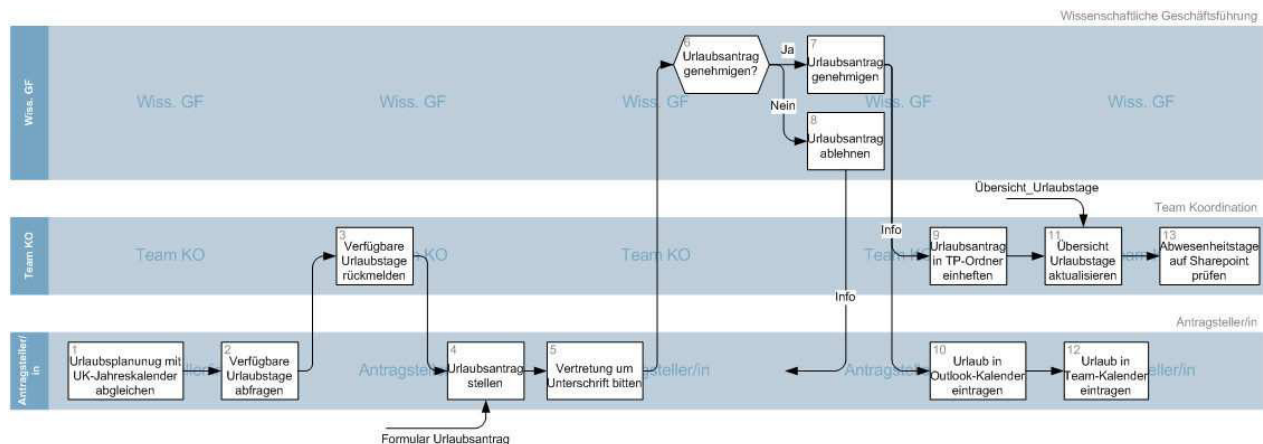 Wissenschaftliche Geschäftsführung
Wiss. GF
Wiss. GF
Wiss. GF
Wiss. GF
Wiss. GF
Wiss. GF
6
Urlaubsantrag
genehmigen?
Ja
Nein
7
Urlaubsantrag
genehmigen
8
Urlaubsantrag
ablehnen
Übersicht_Urlaubstage
Team Koordination
Team KO
Team KO
Team KO
Team KO
3
Verfügbare
Urlaubstage
rückmelden
Info
Info
9
Urlaubsantrag
in TP-Ordner
einheften
11
Übersicht
Urlaubstage
aktualisieren
13
Abwesenheitstage
auf Sharepoint
prüfen
Antragsteller/in
Antragsteller/
in
1
Urlaubsplanunug mit
UK-Jahreskalender
abgleichen
2
Verfügbare
Urlaubstage
abfragen
4
Urlaubsantrag
stellen
5
Vertretung um
Unterschrift bitten
10
Urlaub in
Outlook-Kalender
eintragen
12
Urlaub in
Team-Kalender
eintragen
Formular Urlaubsantrag